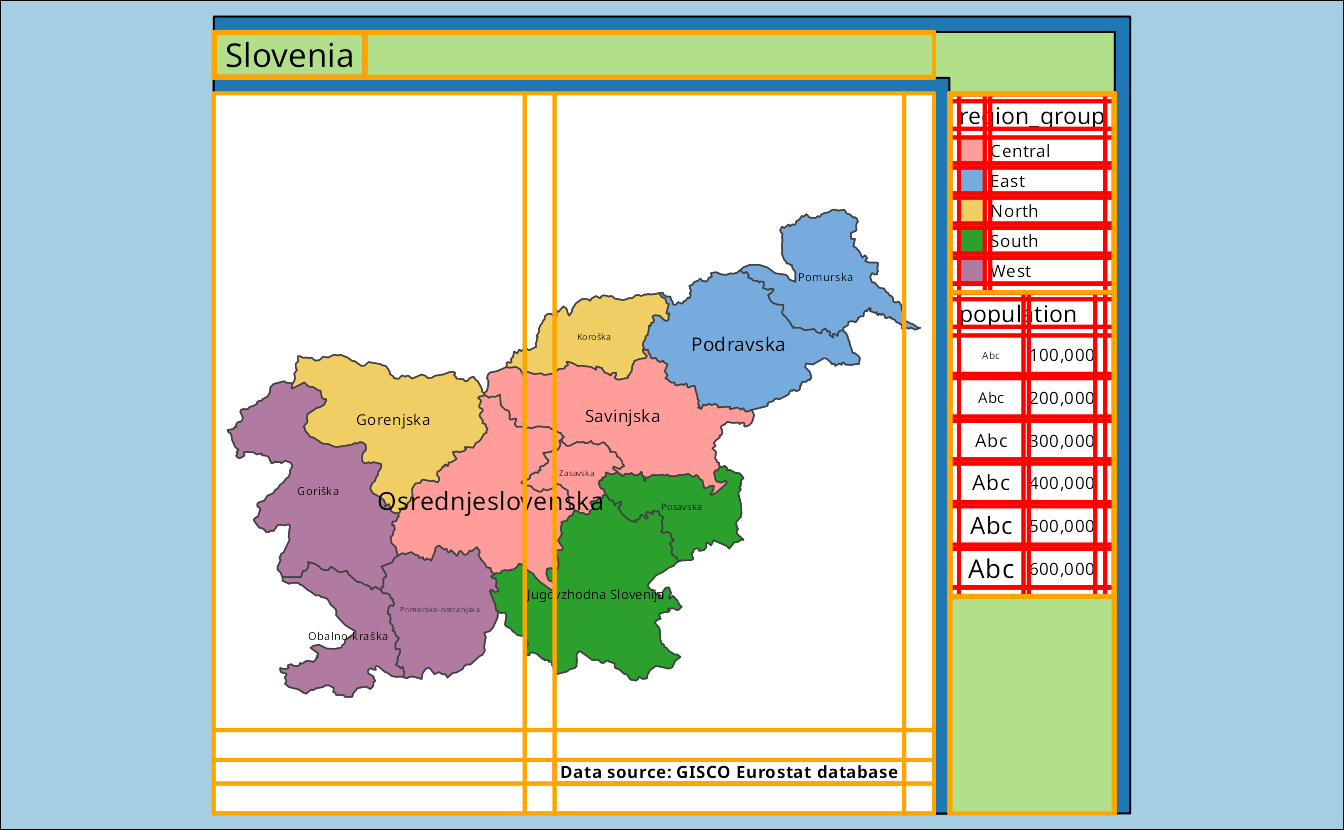 Slovenia
region_group
Central
East
North
South
West
population
Abc 100,000
Abc 200,000
Abc 300,000
Abc 400,000
Abc 500,000
Abc 600,000
Pomurska
Koroška
Podravska
Gorenjska
Savinjska
Zasavska
Goriška
Osrednjeslovenska
Posavska
Jugovzhodna Slovenija
Primorsko-notranjska
Obalno-kraška
Data source: GISCO Eurostat database